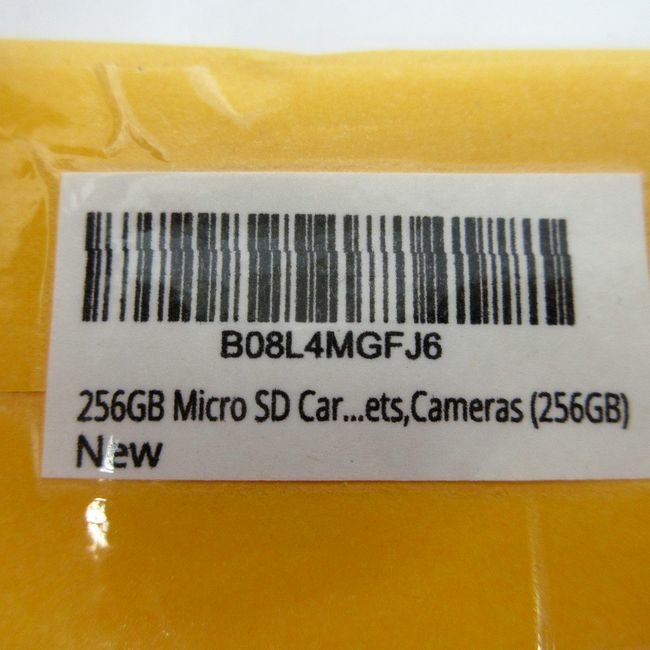 B08L4MGFJ6
256GB Micro SD Car...ets,Cameras (256GB)
New